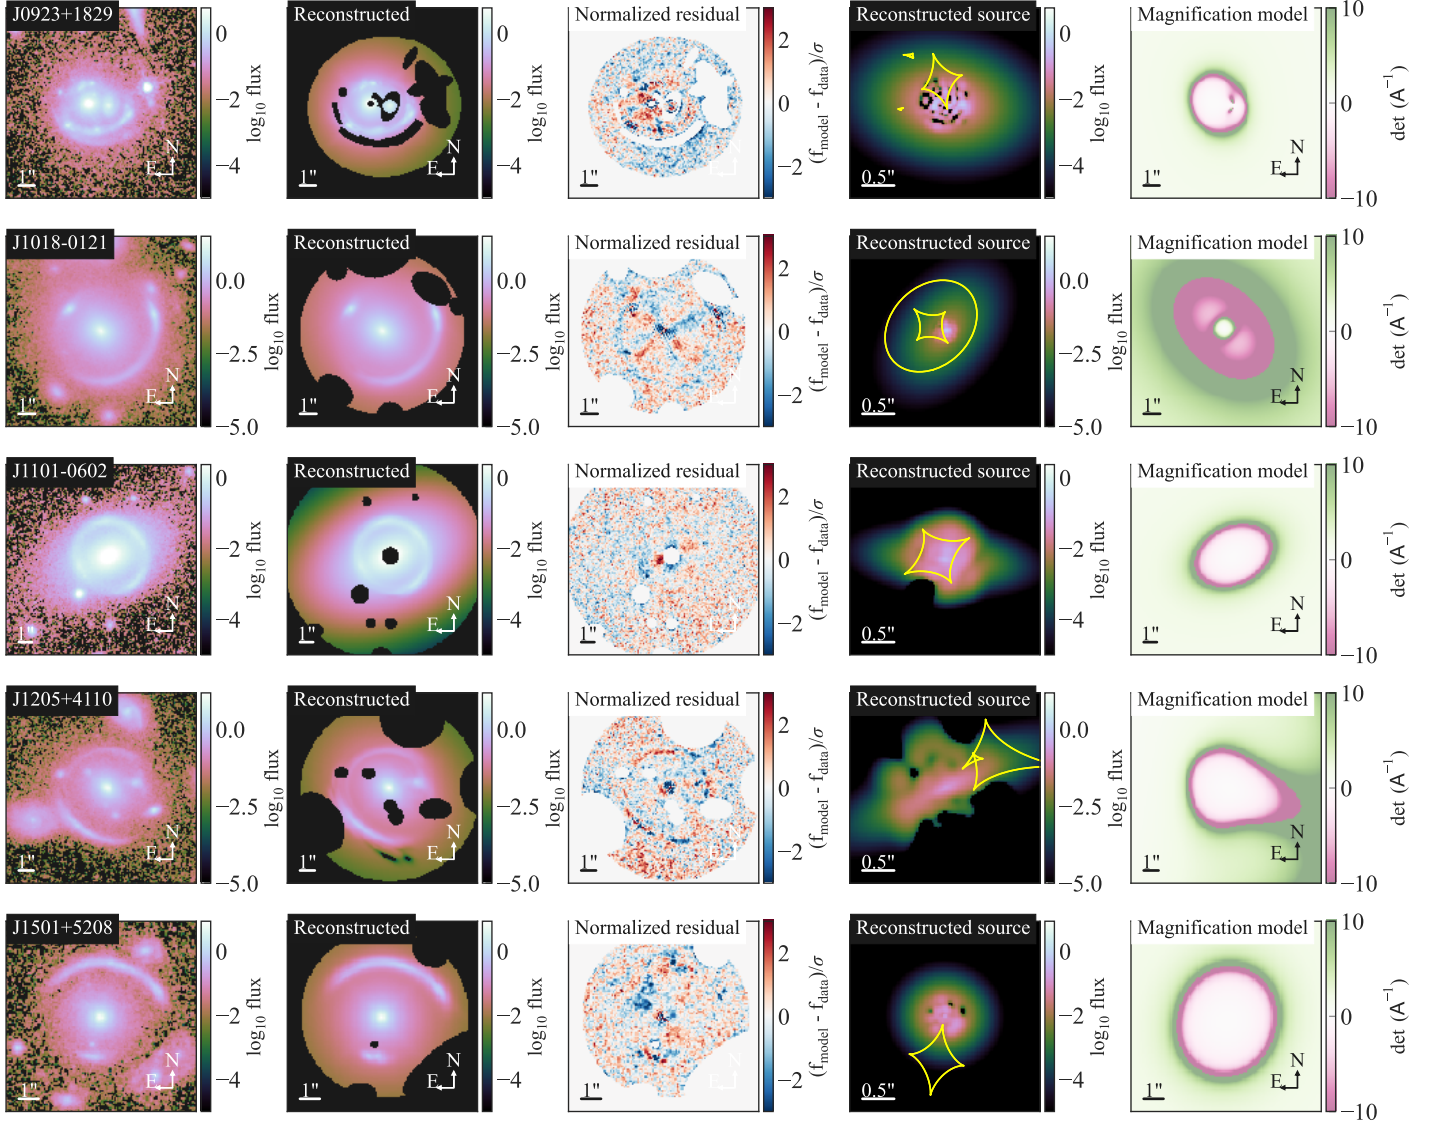 J0923+1829 Reconstructed Normalized residual Reconstructed source Magnification model
0 −2 −4 log10 flux 0 −2 −4 log10 flux 2 0 −2 (fmodel - fdata)/σ 0 −2 −4 log10 flux 10 0 −10 det (A−1)
1" 1" N E 1" N E 0.5" 1" N E
J1018-0121 Reconstructed Normalized residual Reconstructed source Magnification model
0.0 −2.5 −5.0 log10 flux 0.0 −2.5 −5.0 log10 flux 2 0 −2 (fmodel - fdata)/σ 0.0 −2.5 −5.0 log10 flux 10 0 −10 det (A−1)
1" N E 1" N E 1" 0.5" 1" N E
J1101-0602 Reconstructed Normalized residual Reconstructed source Magnification model
0 −2 −4 log10 flux 0 −2 −4 log10 flux 2 0 −2 (fmodel - fdata)/σ 0 −2 −4 log10 flux 10 0 −10 det (A−1)
1" N E 1" N E 1" 0.5" 1" N E
J1205+4110 Reconstructed Normalized residual Reconstructed source Magnification model
0.0 −2.5 −5.0 log10 flux 0.0 −2.5 −5.0 log10 flux 2 0 −2 (fmodel - fdata)/σ 0.0 −2.5 −5.0 log10 flux 10 0 −10 det (A−1)
1" N E 1" N E 1" 0.5" 1" N E
J1501+5208 Reconstructed Normalized residual Reconstructed source Magnification model
0 −2 −4 log10 flux 0 −2 −4 log10 flux 2 0 −2 (fmodel - fdata)/σ 0 −2 −4 log10 flux 10 0 −10 det (A−1)
1" N E 1" N E 1" 0.5" 1" N E